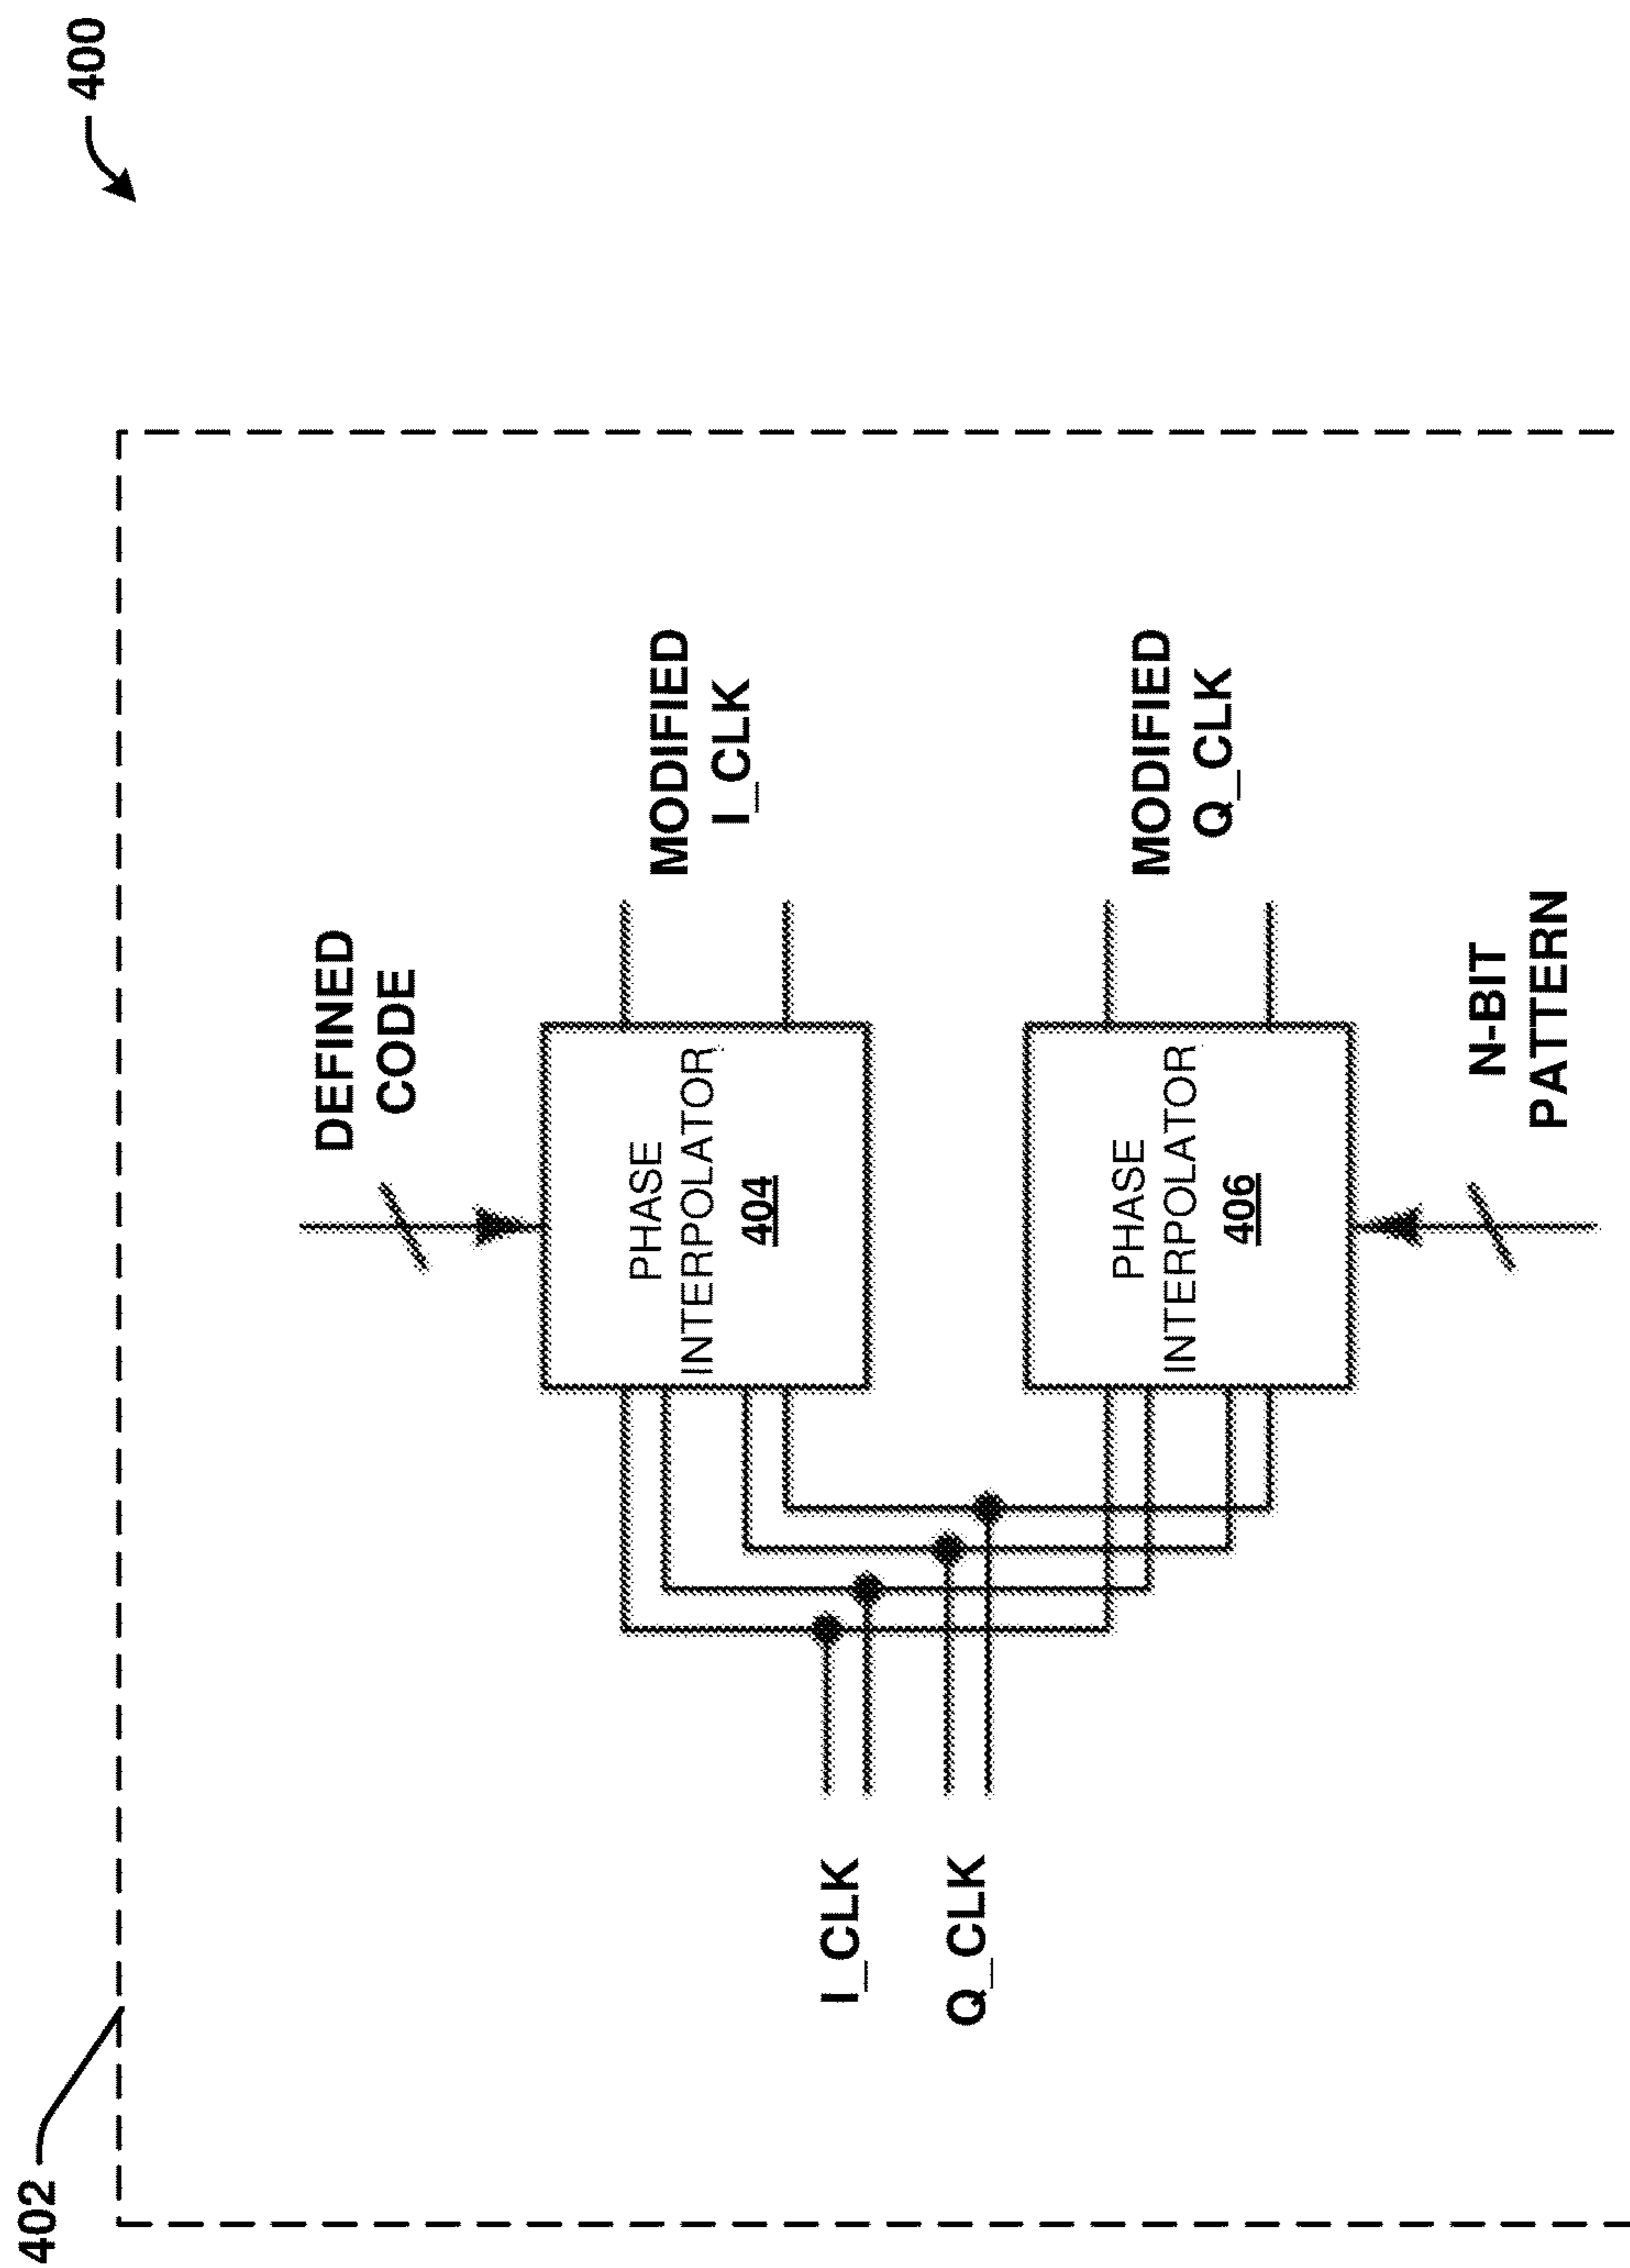 400
402
DEFINED
CODE
PHASE
INTERPOLATOR
404
MODIFIED
I_CLK
I_CLK
Q_CLK
PHASE
INTERPOLATOR
406
MODIFIED
Q_CLK
N-BIT
PATTERN